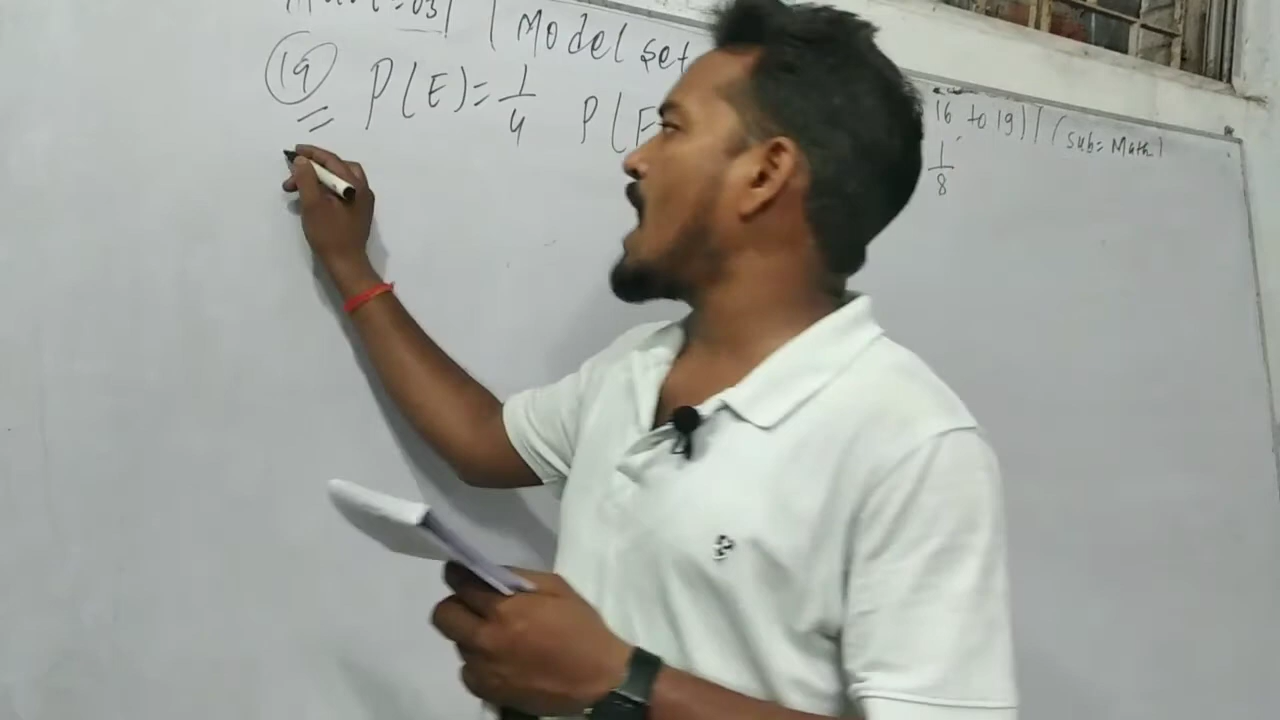 Model set 16 to 19) | (sub= Math)
(19) P(E)=1/4 P(F 1/8